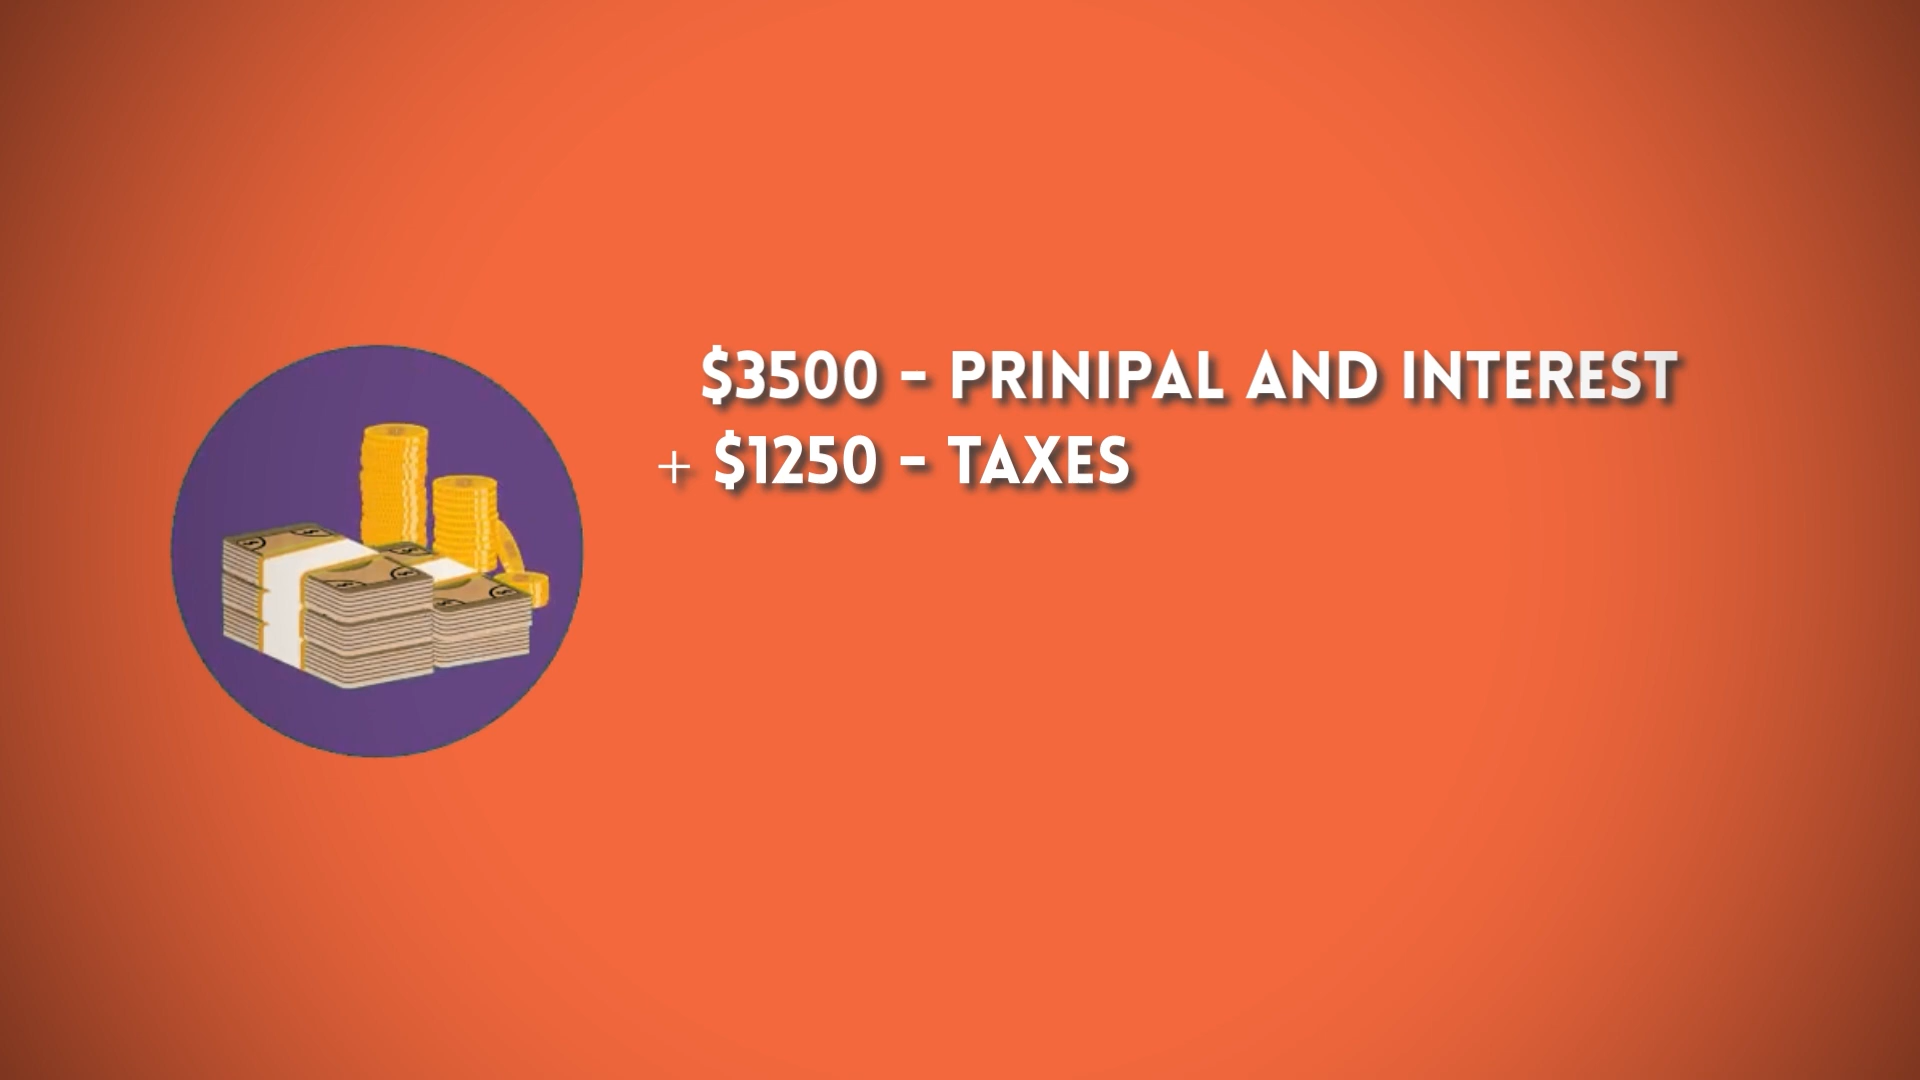 $3500 - PRINIPAL AND INTEREST
+ $1250 - TAXES